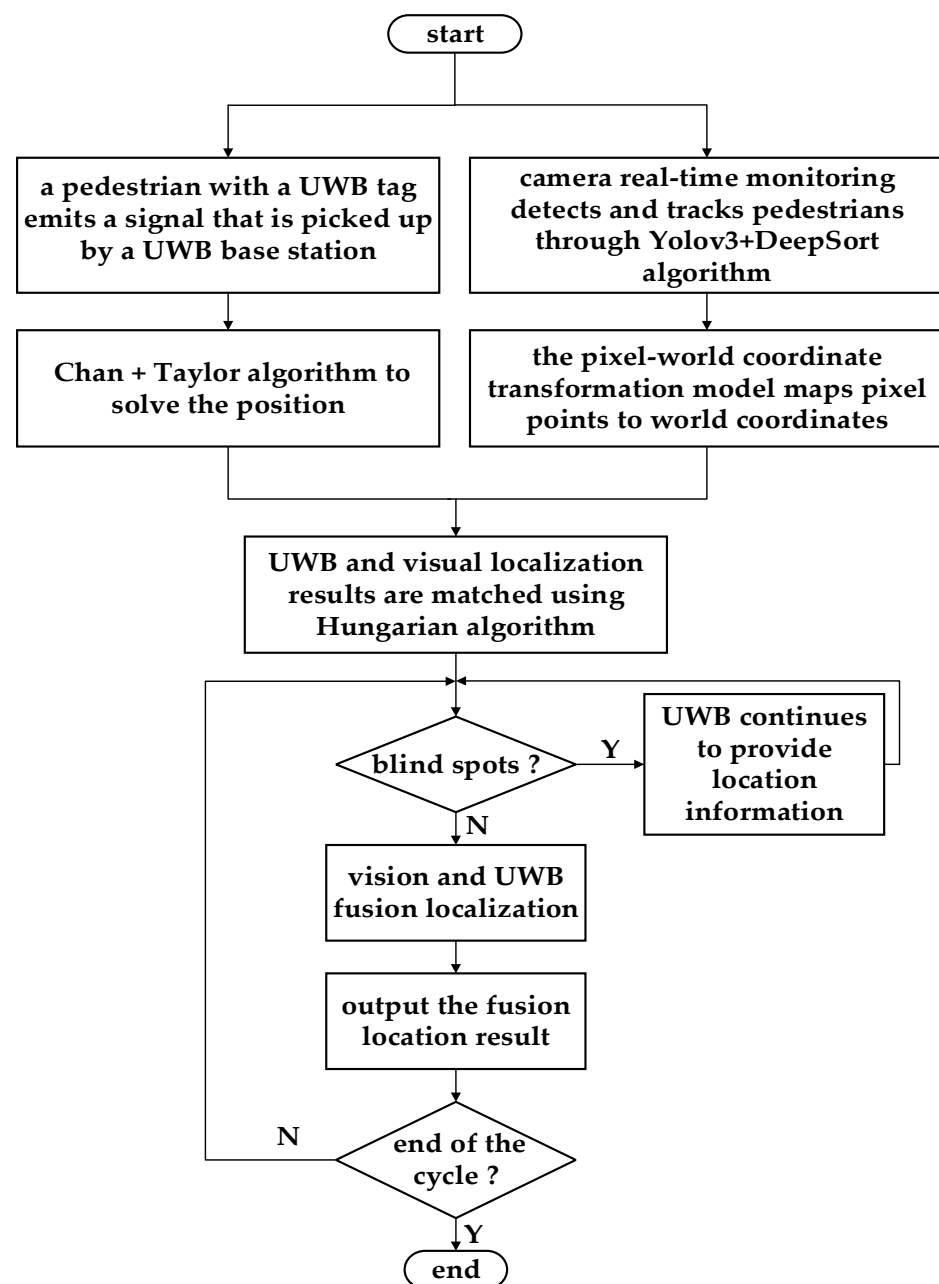 start
a pedestrian with a UWB tag
emits a signal that is picked up
by a UWB base station
camera real-time monitoring
detects and tracks pedestrians
through Yolov3+DeepSort
algorithm
Chan + Taylor algorithm to
solve the position
the pixel-world coordinate
transformation model maps pixel
points to world coordinates
UWB and visual localization
results are matched using
Hungarian algorithm
blind spots ?
Y
UWB continues
to provide
location
information
N
vision and UWB
fusion localization
output the fusion
location result
N
end of the
cycle ?
Y
end